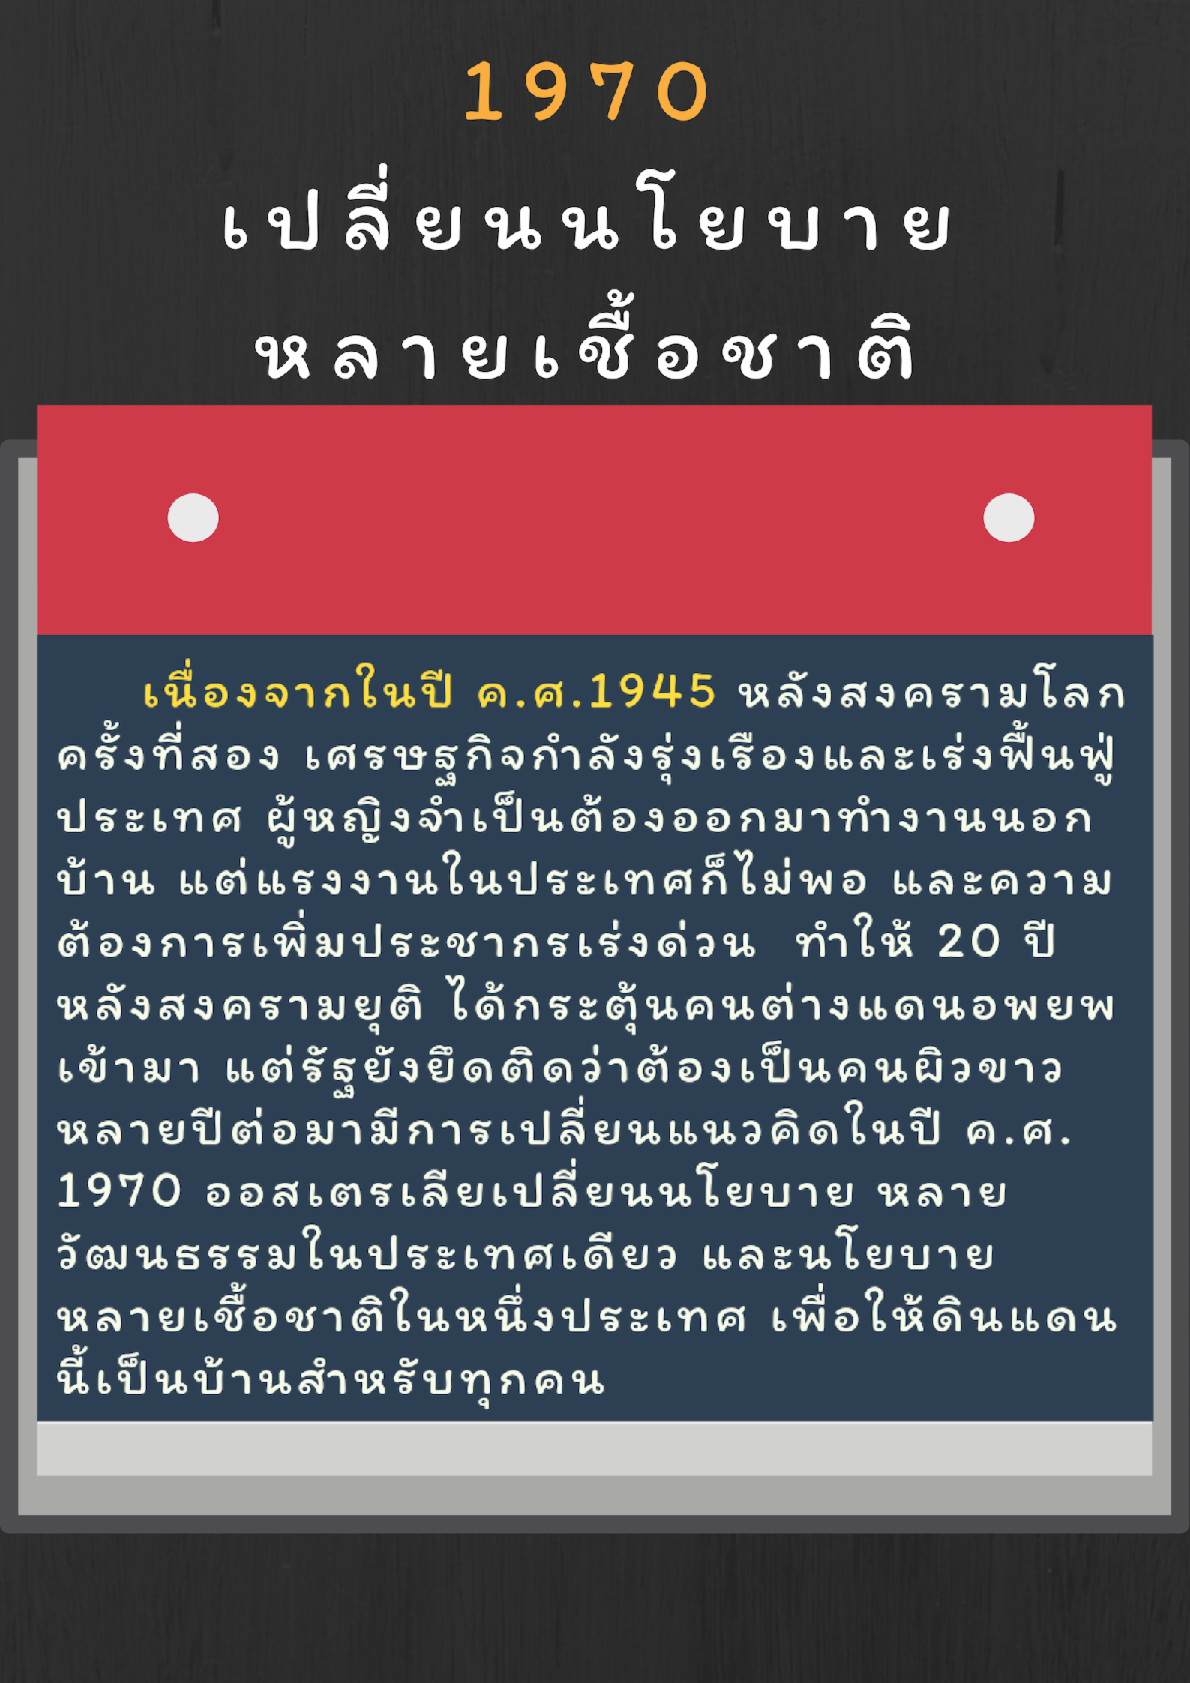 1970
เปลี่ยนนโยบาย
หลายเชื้อชาติ
เนื่องจากในปี ค.ศ.1945 หลังสงครามโลก
ครั้งที่สอง เศรษฐกิจกำลังรุ่งเรืองและเร่งฟื้นฟู่
ประเทศ ผู้หญิงจำเป็นต้องออกมาทำงานนอก
บ้าน แต่แรงงานในประเทศก็ไม่พอ และความ
ต้องการเพิ่มประชากรเร่งด่วน ทำให้ 20 ปี
หลังสงครามยุติ ได้กระตุ้นคนต่างแดนอพยพ
เข้ามา แต่รัฐยังยึดติดว่าต้องเป็นคนผิวขาว
หลายปีต่อมามีการเปลี่ยนแนวคิดในปี ค.ศ.
1970 ออสเตรเลียเปลี่ยนนโยบาย หลาย
วัฒนธรรมในประเทศเดียว และนโยบาย
หลายเชื้อชาติในหนึ่งประเทศ เพื่อให้ดินแดน
นี้เป็นบ้านสำหรับทุกคน